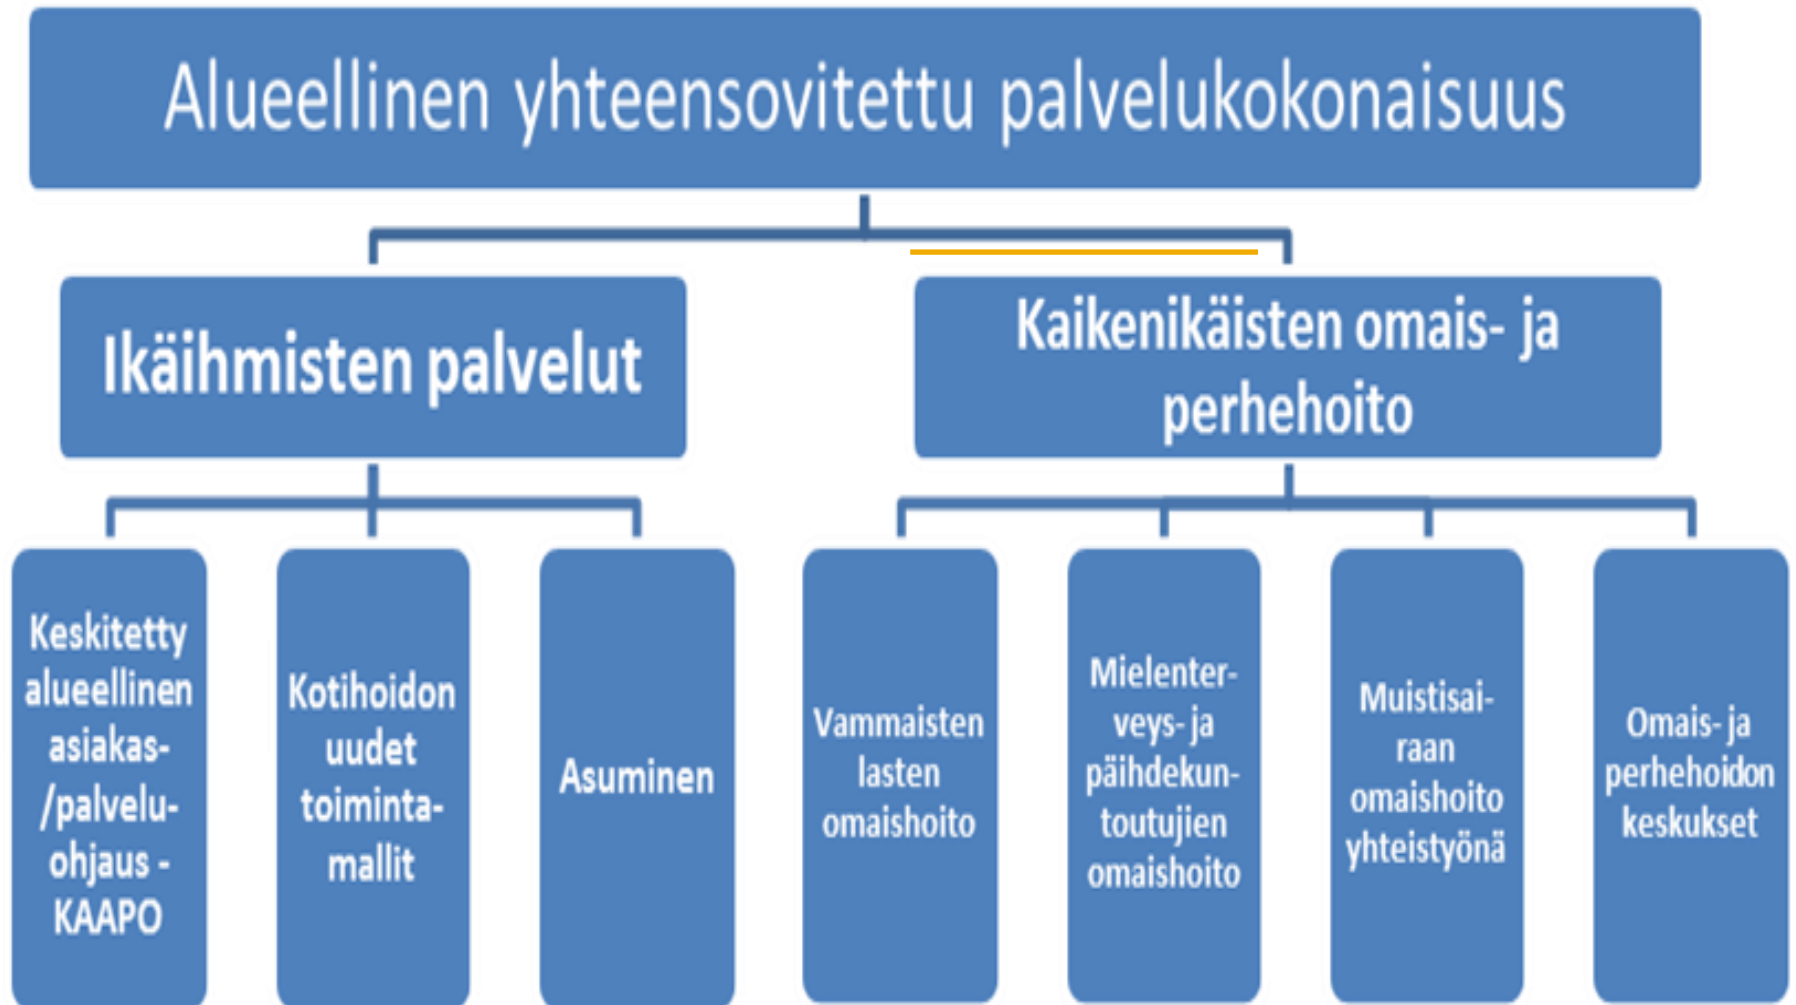 Alueellinen yhteensovitettu palvelukokonaisuus
Ikäihmisten palvelut
Kaikenikäisten omais- ja
perhehoito
Keskitetty
alueellinen
asiakas-
/palvelu-
ohjaus -
KAAPO
Kotihoidon
uudet
toiminta-
mallit
Asuminen
Vammaisten
lasten
omaishoito
Mielenter-
veys- ja
päihdekun-
toutujien
omaishoito
Muistisai-
raan
omaishoito
yhteistyönä
Omais- ja
perhehoidon
keskukset